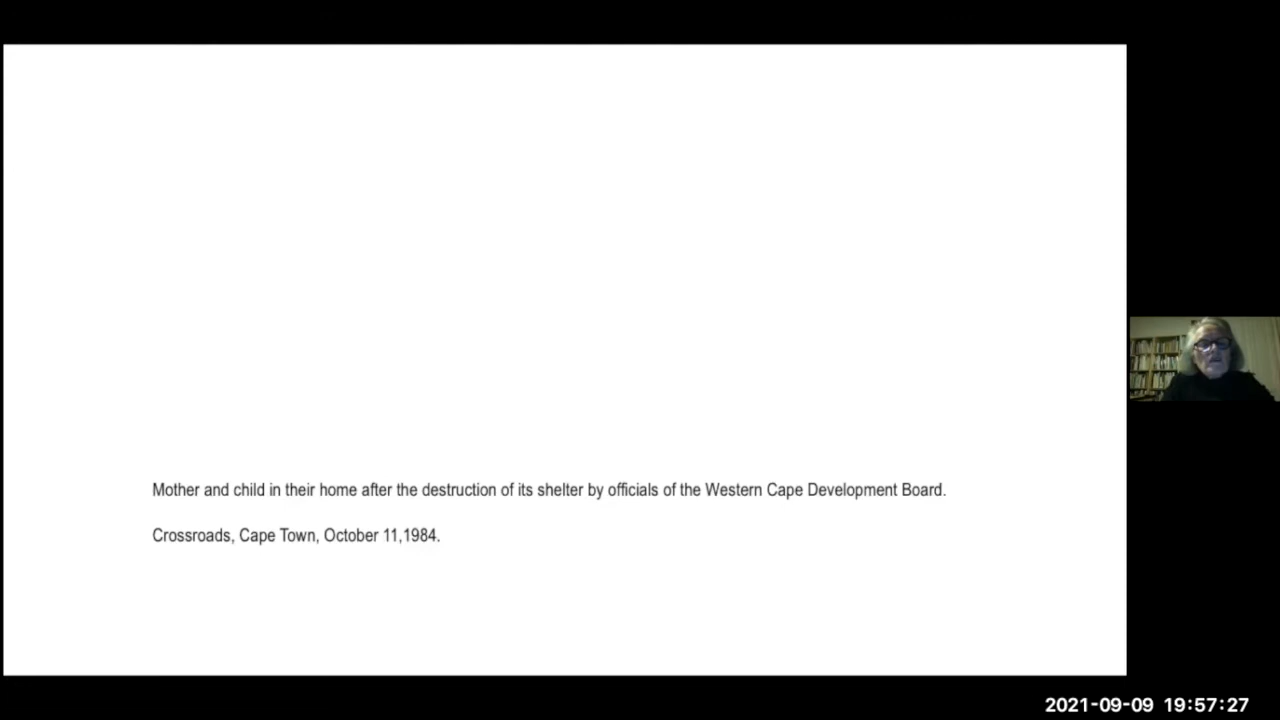 Mother and child in their home after the destruction of its shelter by officials of the Western Cape Development Board.
Crossroads, Cape Town, October 11,1984.
2021-09-09 19:57:27